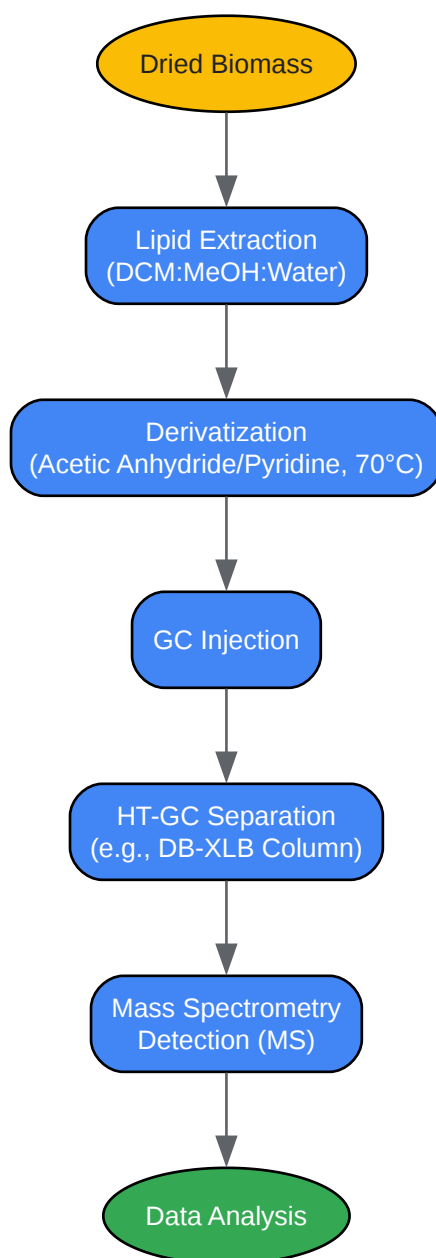 Dried Biomass
Lipid Extraction
(DCM:MeOH:Water)
Derivatization
(Acetic Anhydride/Pyridine, 70°C)
GC Injection
HT-GC Separation
(e.g., DB-XLB Column)
Mass Spectrometry
Detection (MS)
Data Analysis